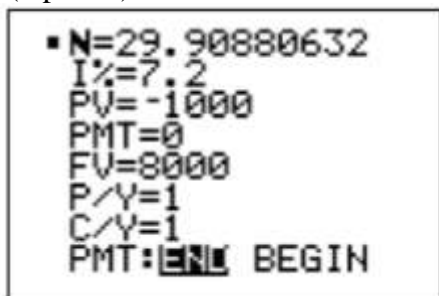 ▪N=29.90880632
I%=7.2
PV=-1000
PMT=0
FV=8000
P/Y=1
C/Y=1
PMT:END BEGIN